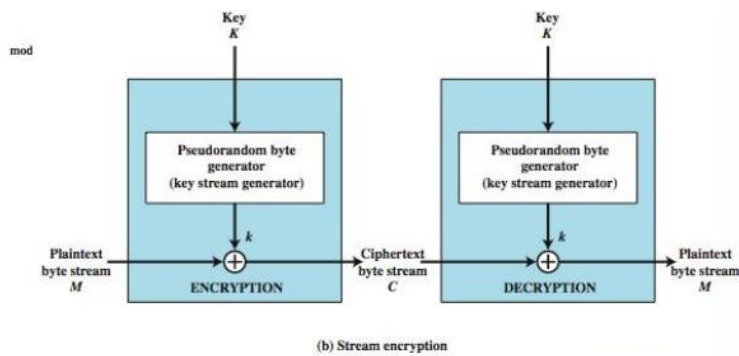 Key
K
Key
K
mod
Pseudorandom byte
generator
(key stream generator)
Pseudorandom byte
generator
(key stream generator)
k
k
Plaintext
byte stream
M
Ciphertext
byte stream
C
Plaintext
byte stream
M
ENCRYPTION
DECRYPTION
(b) Stream encryption